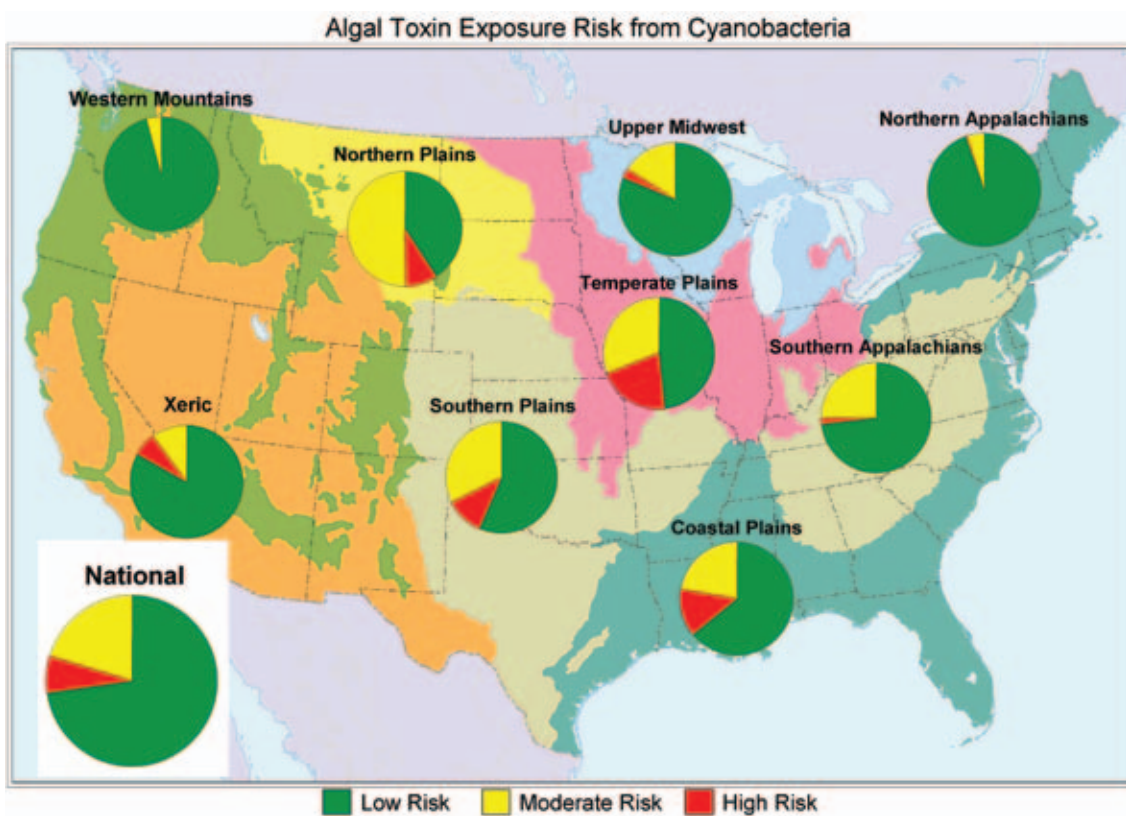 Algal Toxin Exposure Risk from Cyanobacteria
Western Mountains
Northern Plains
Upper Midwest
Northern Appalachians
Temperate Plains
Southern Appalachians
Xeric
Southern Plains
Coastal Plains
National
Low Risk
Moderate Risk
High Risk